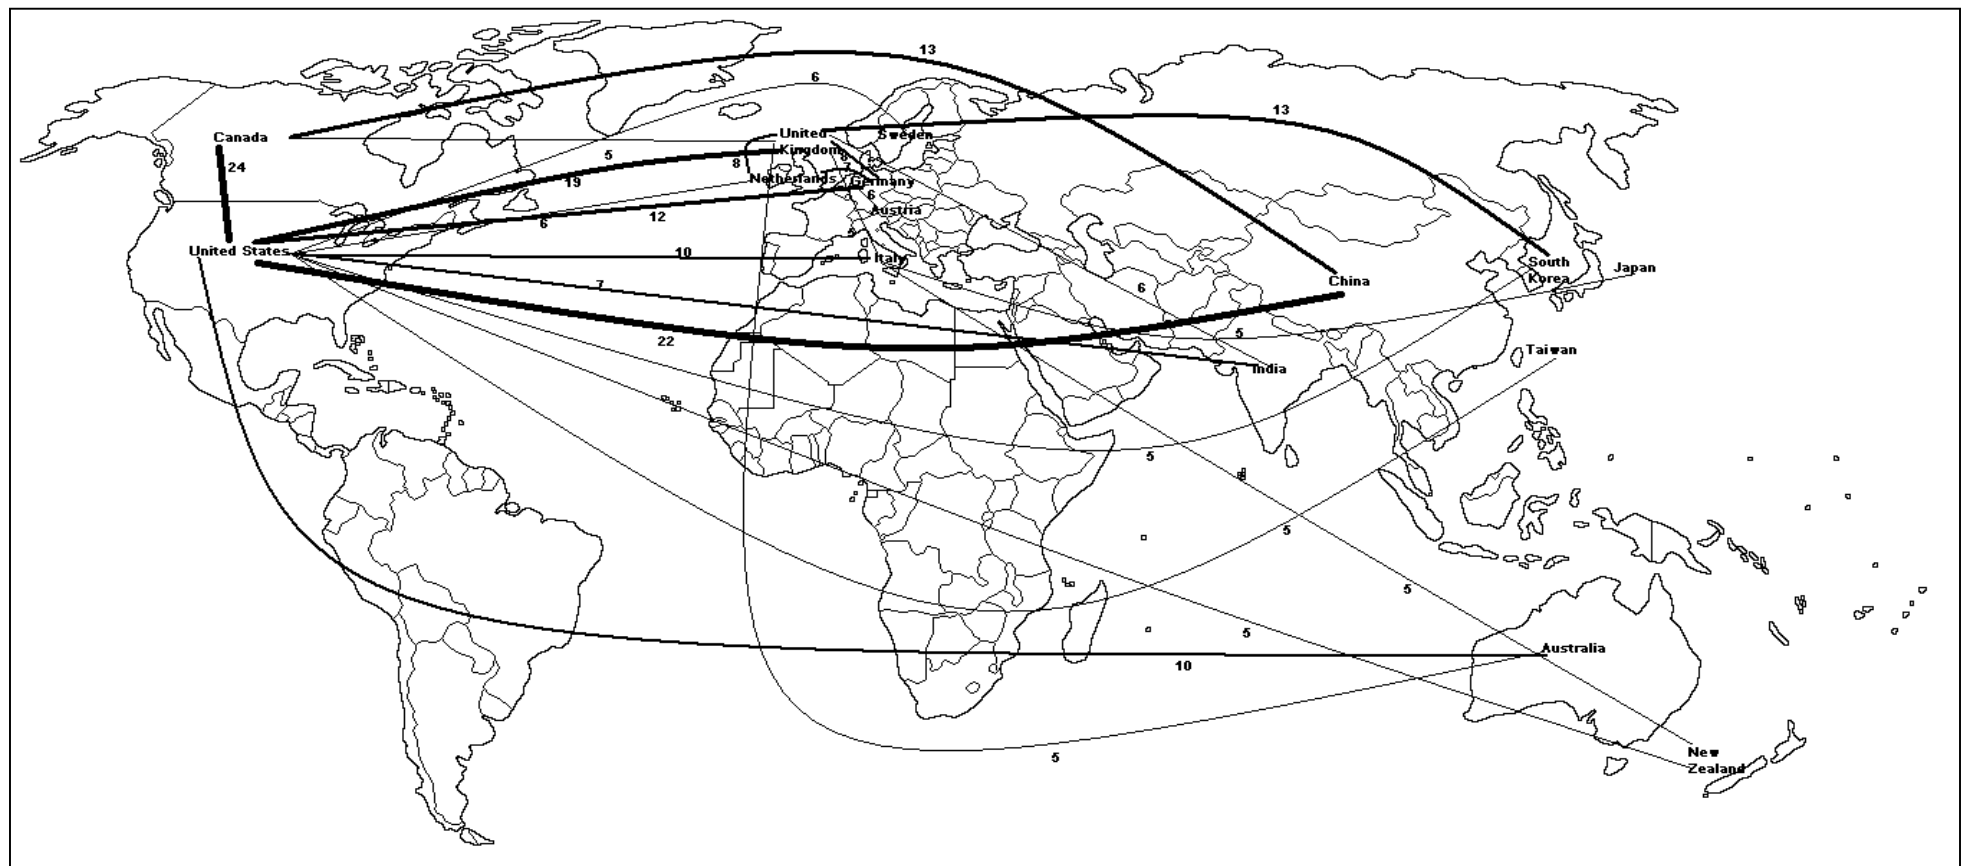 13
6
13
Canada
United
Kingdom
Sweden
24
5
8
8
7
19
Netherlands
Germany
6
12
6
Austria
United States
10
Italy
South
Korea
Japan
China
7
6
22
5
Taiwan
India
5
5
5
5
Australia
10
5
New
Zealand